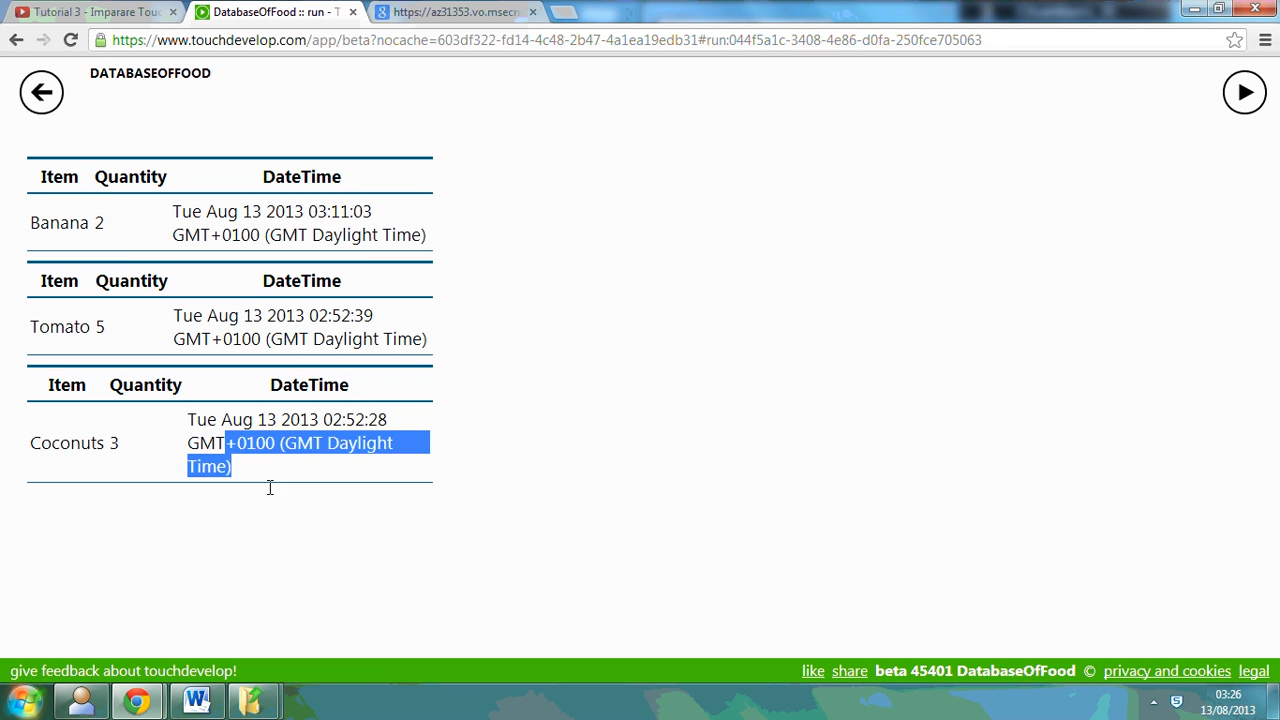 Tutorial 3 - Imparare Tou
DatabaseOfFood :: run - T
https://az31353.vo.msecn
https://www.touchdevelop.com/app/beta?nocache=603df322-fd14-4c48-2b47-4a1ea19edb31#run:044f5a1c-3408-4e86-d0fa-250fce705063
DATABASEOFFOOD
Item Quantity DateTime
Banana 2 Tue Aug 13 2013 03:11:03
GMT+0100 (GMT Daylight Time)
Item Quantity DateTime
Tomato 5 Tue Aug 13 2013 02:52:39
GMT+0100 (GMT Daylight Time)
Item Quantity DateTime
Tue Aug 13 2013 02:52:28
Coconuts 3 GMT+0100 (GMT Daylight
Time)
give feedback about touchdevelop! like share beta 45401 DatabaseOfFood © privacy and cookies legal
03:26
13/08/2013